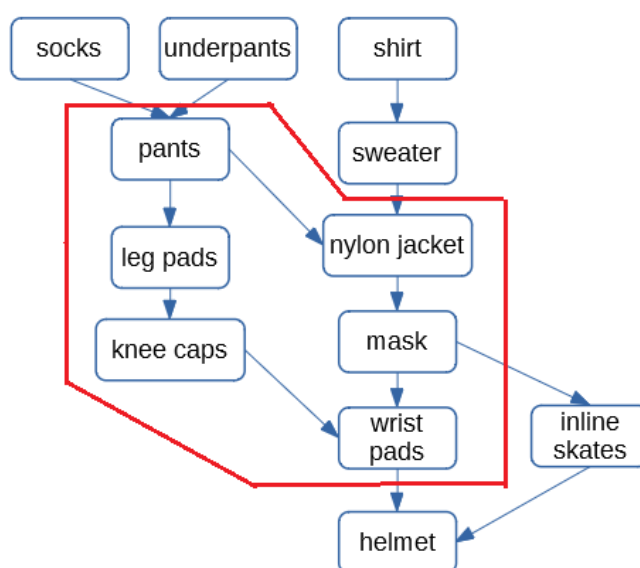 socks
underpants
shirt
pants
sweater
leg pads
nylon jacket
knee caps
mask
wrist
pads
inline
skates
helmet